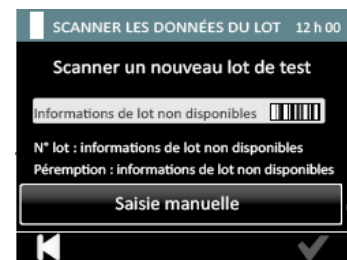 SCANNER LES DONNÉES DU LOT 12 h 00
Scanner un nouveau lot de test
Informations de lot non disponibles
N° lot : informations de lot non disponibles
Péremption : informations de lot non disponibles
Saisie manuelle